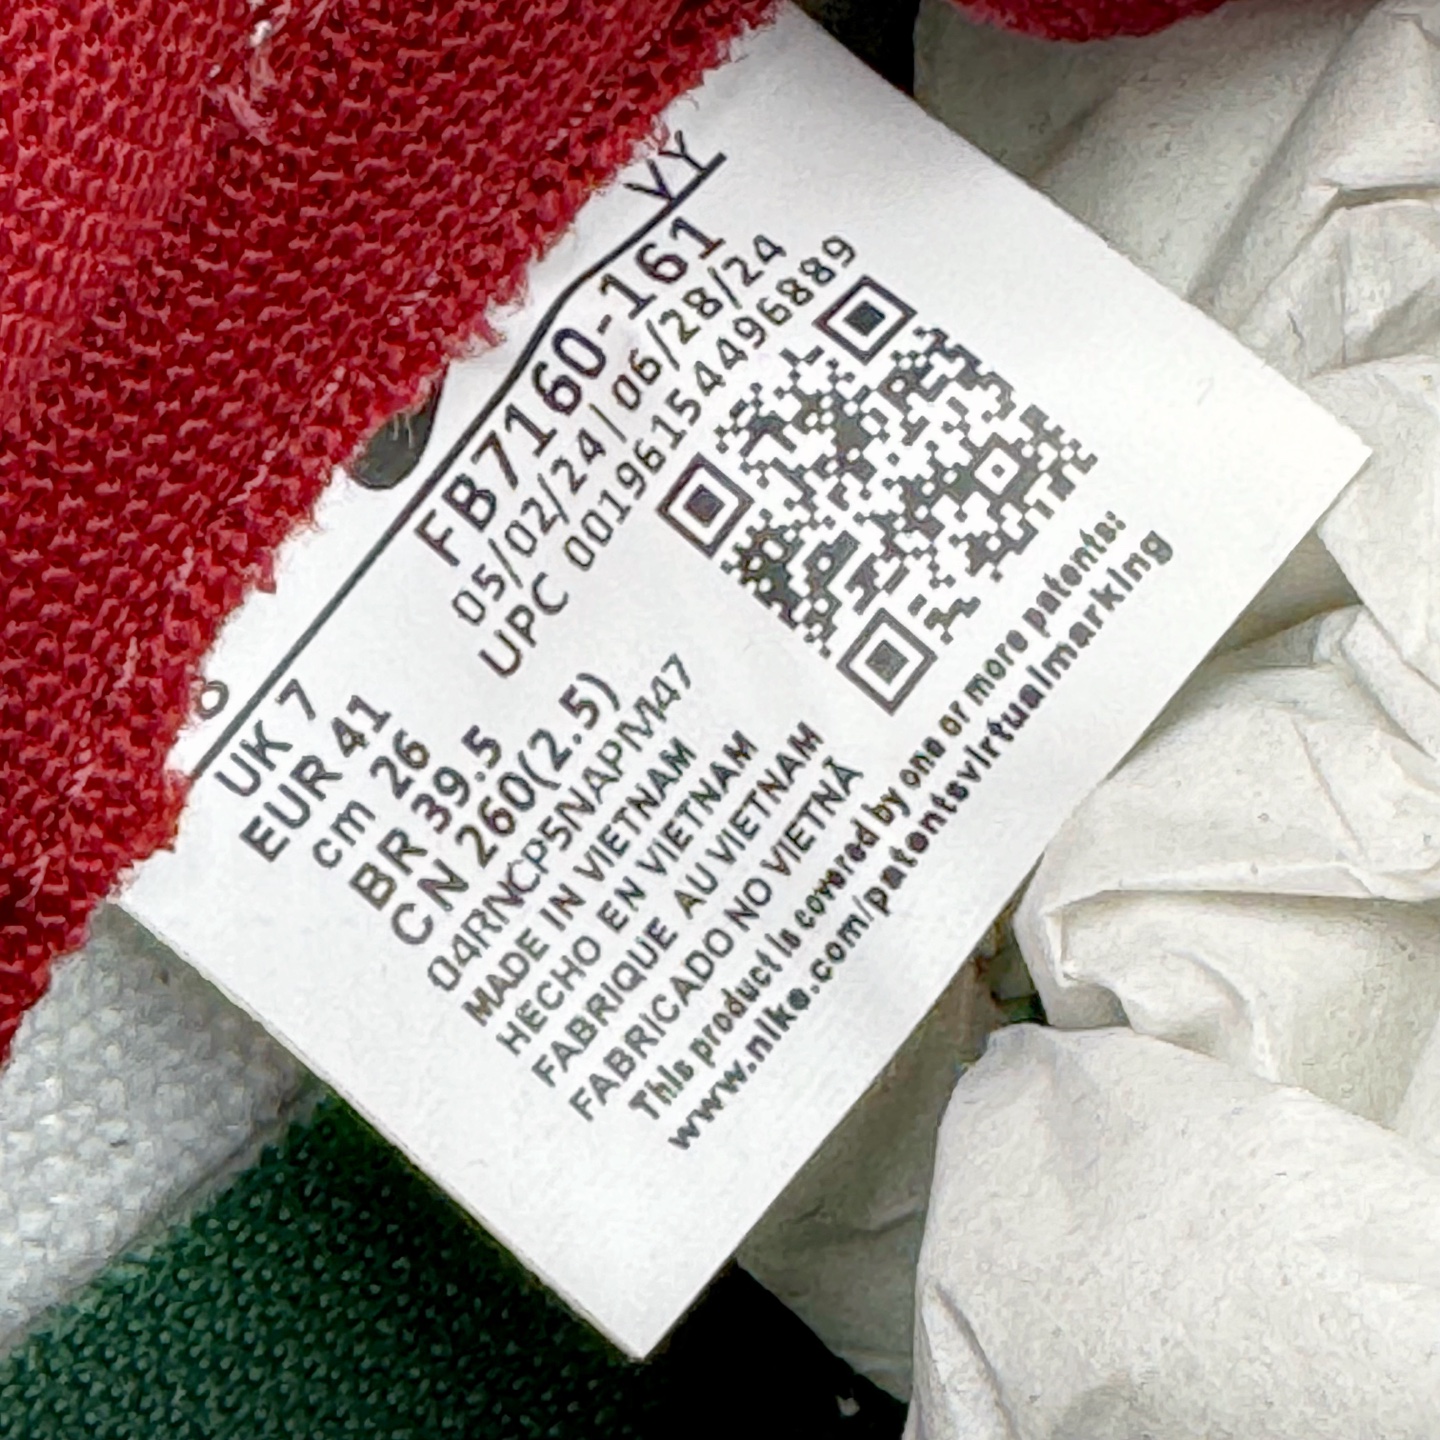 VY
FB7160-161
05/02/24 | 06/28/24
UPC 00196154496889
UK 7
EUR 41
cm 26
BR 39.5
CN 260(2.5)
04RNCP5NAPM47
MADE IN VIETNAM
HECHO EN VIETNAM
FABRIQUE AU VIETNAM
FABRICADO NO VIETNÃ
This product is covered by one or more patents:
www.nike.com/patentsvirtualmarking